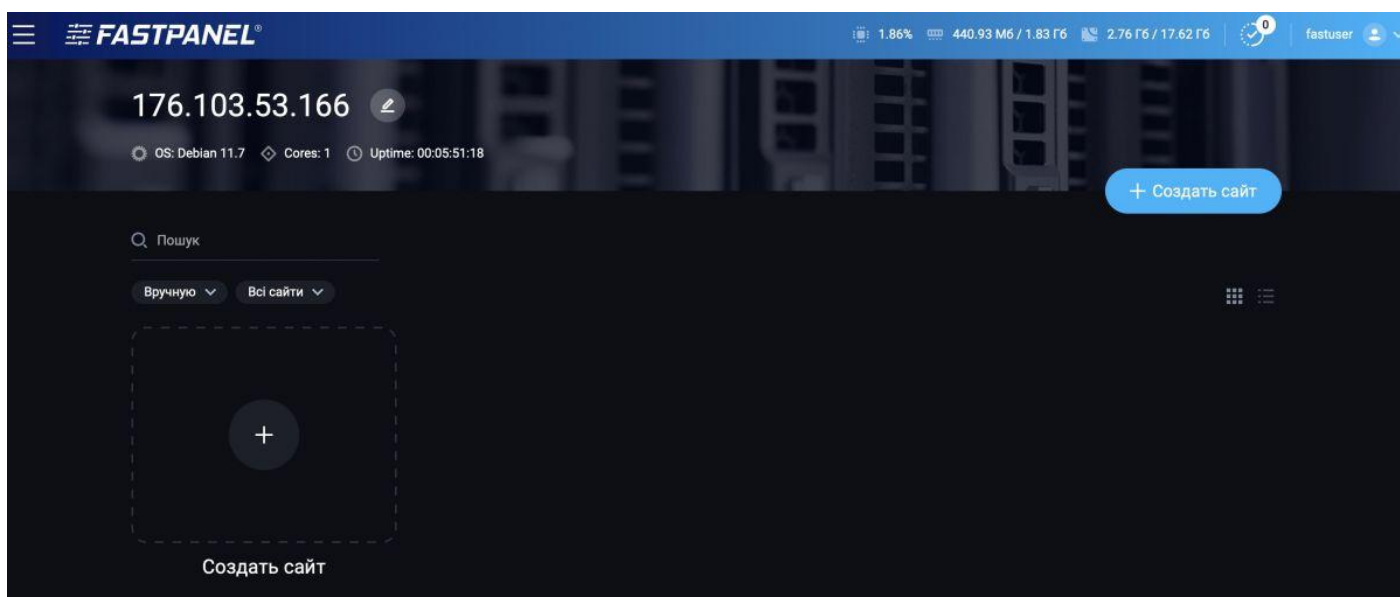 FASTPANEL®
1.86% 440.93 Мб / 1.83 Гб 2.76 Гб / 17.62 Гб 0 fastuser
176.103.53.166
OS: Debian 11.7 Cores: 1 Uptime: 00:05:51:18
+ Создать сайт
Пошук
Вручную Всі сайти
Создать сайт